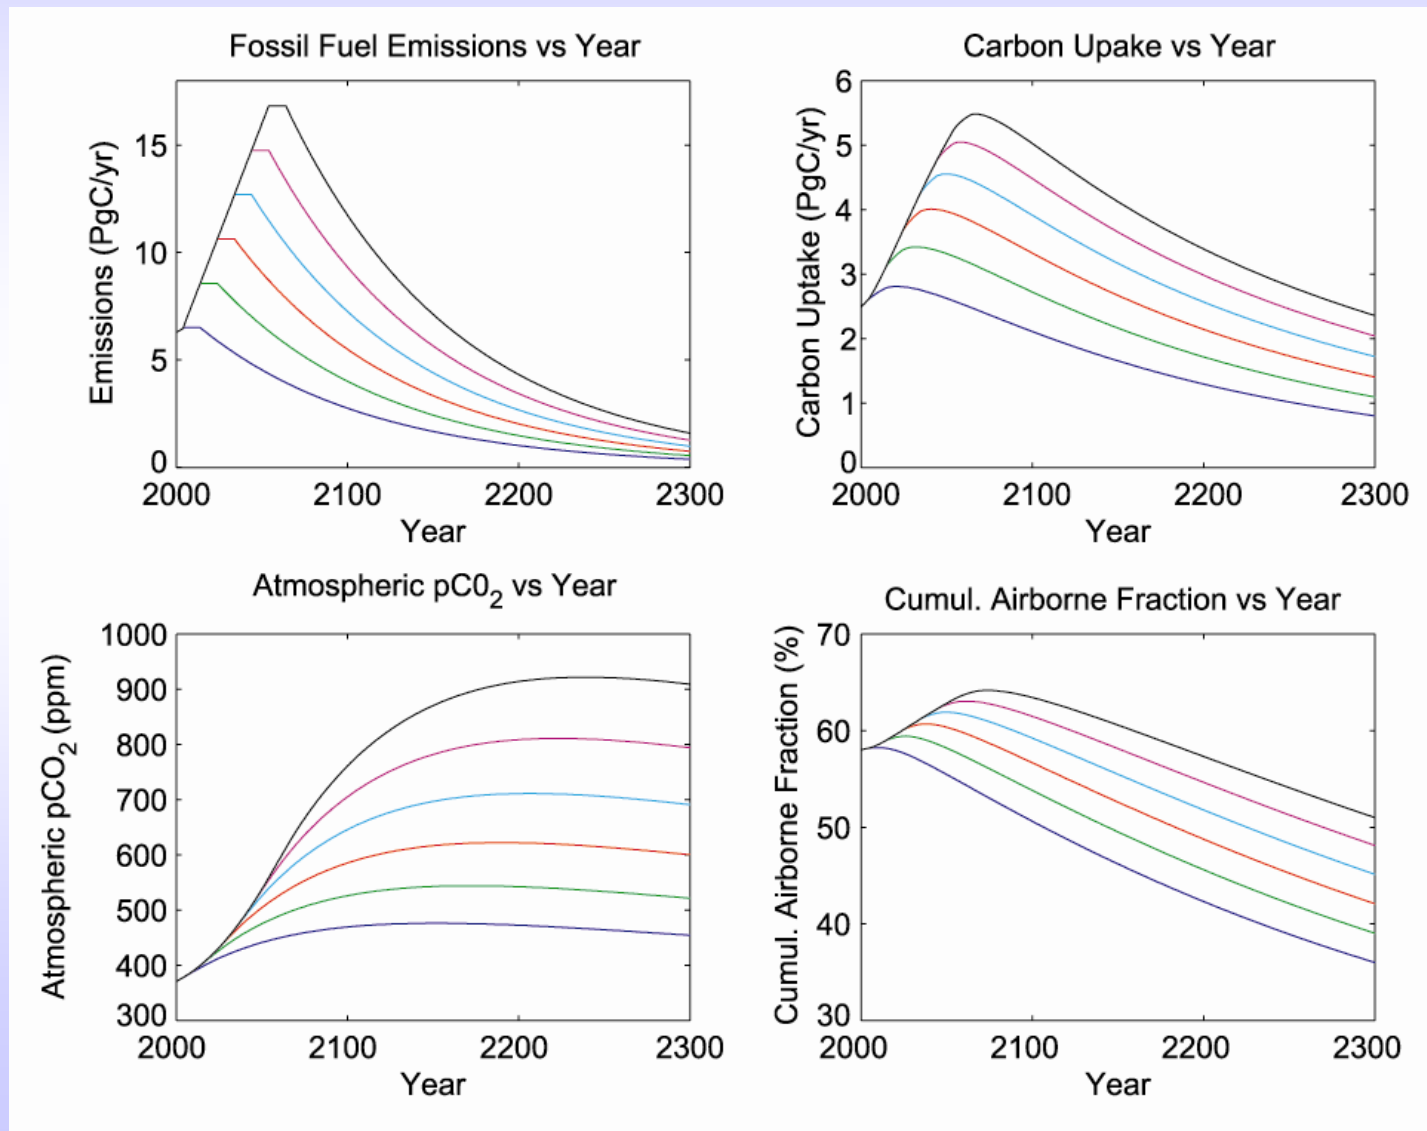 Fossil Fuel Emissions vs Year
Emissions (PgC/yr)
15
10
5
0
2000 2100 2200 2300
Year
Carbon Upake vs Year
Carbon Uptake (PgC/yr)
6
5
4
3
2
1
0
2000 2100 2200 2300
Year
Atmospheric pC0₂ vs Year
Atmospheric pCO₂ (ppm)
1000
900
800
700
600
500
400
300
2000 2100 2200 2300
Year
Cumul. Airborne Fraction vs Year
Cumul. Airborne Fraction (%)
70
60
50
40
30
2000 2100 2200 2300
Year